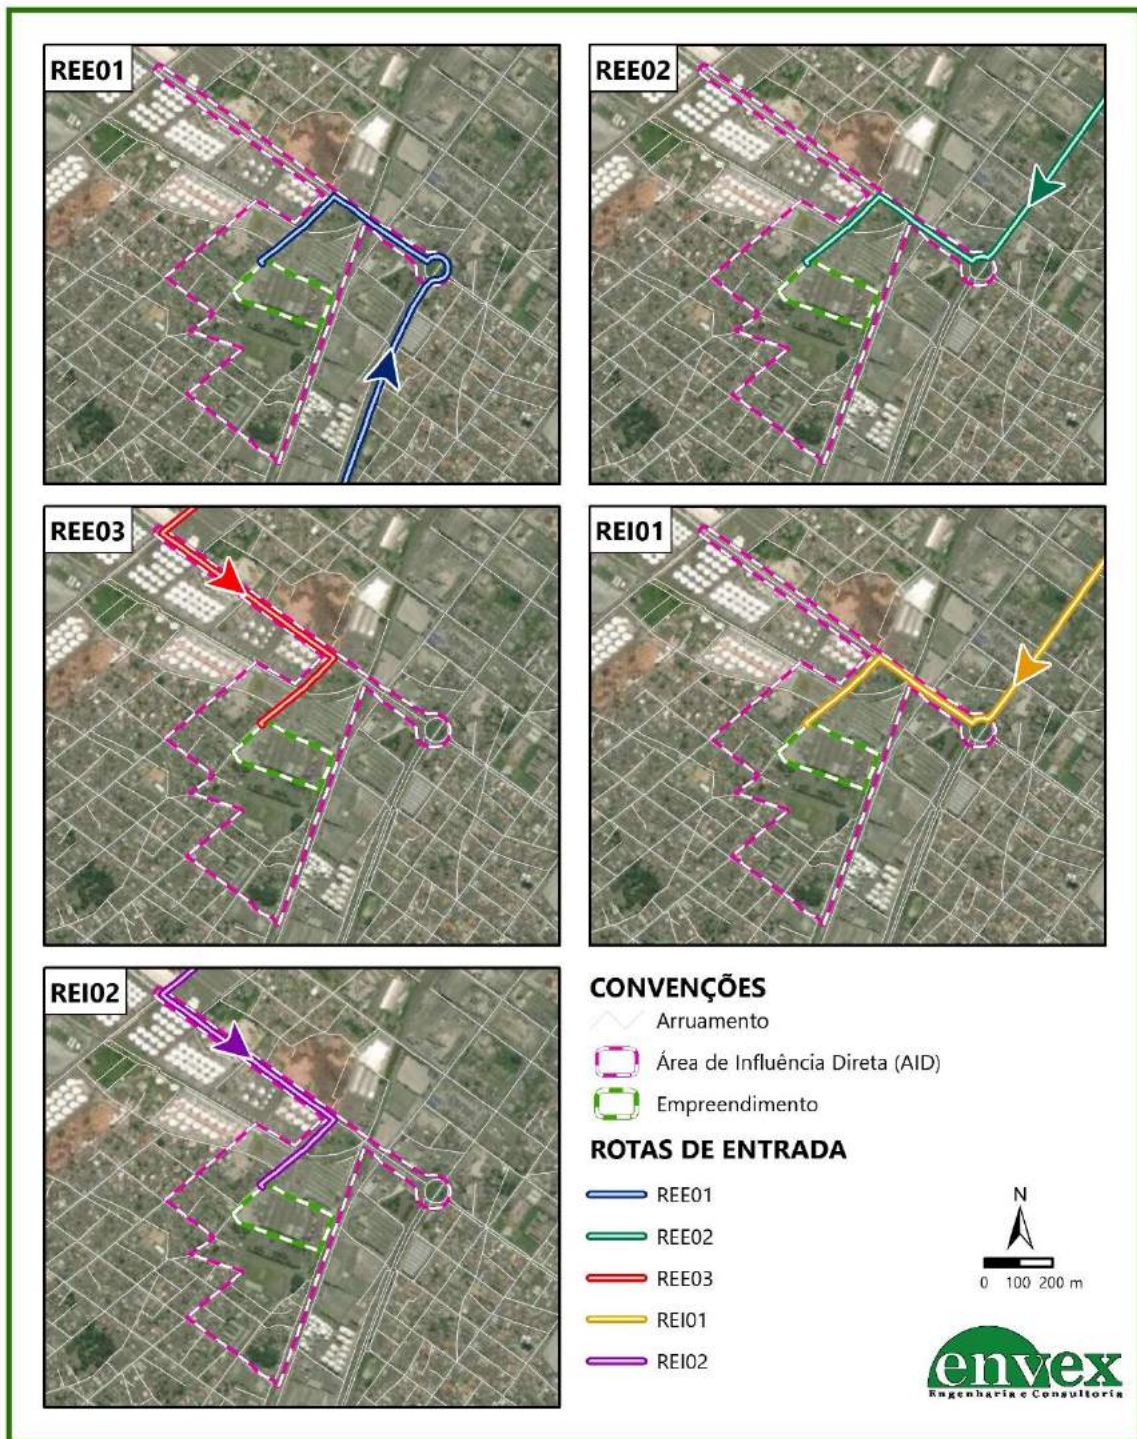 REE01
REE02
REE03
REI01
REI02
CONVENÇÕES
Arruamento
Área de Influência Direta (AID)
Empreendimento
ROTAS DE ENTRADA
REE01
REE02
REE03
REI01
REI02
N
0 100 200 m
envex
Engenharia e Consultoria